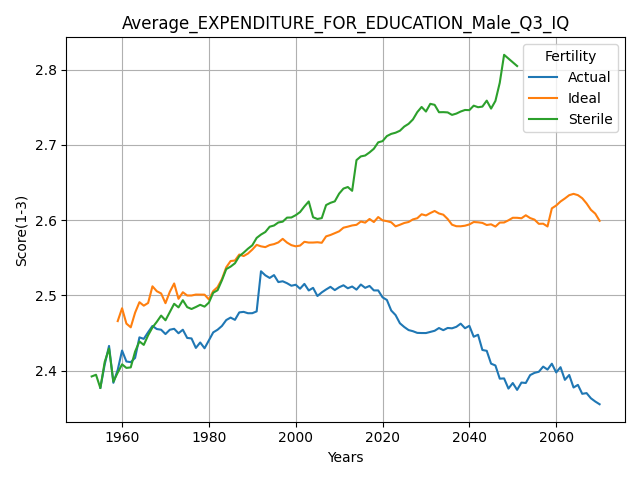 Average_EXPENDITURE_FOR_EDUCATION_Male_Q3_IQ
Fertility
Actual
Ideal
Sterile
Score(1-3)
2.8
2.7
2.6
2.5
2.4
1960 1980 2000 2020 2040 2060
Years